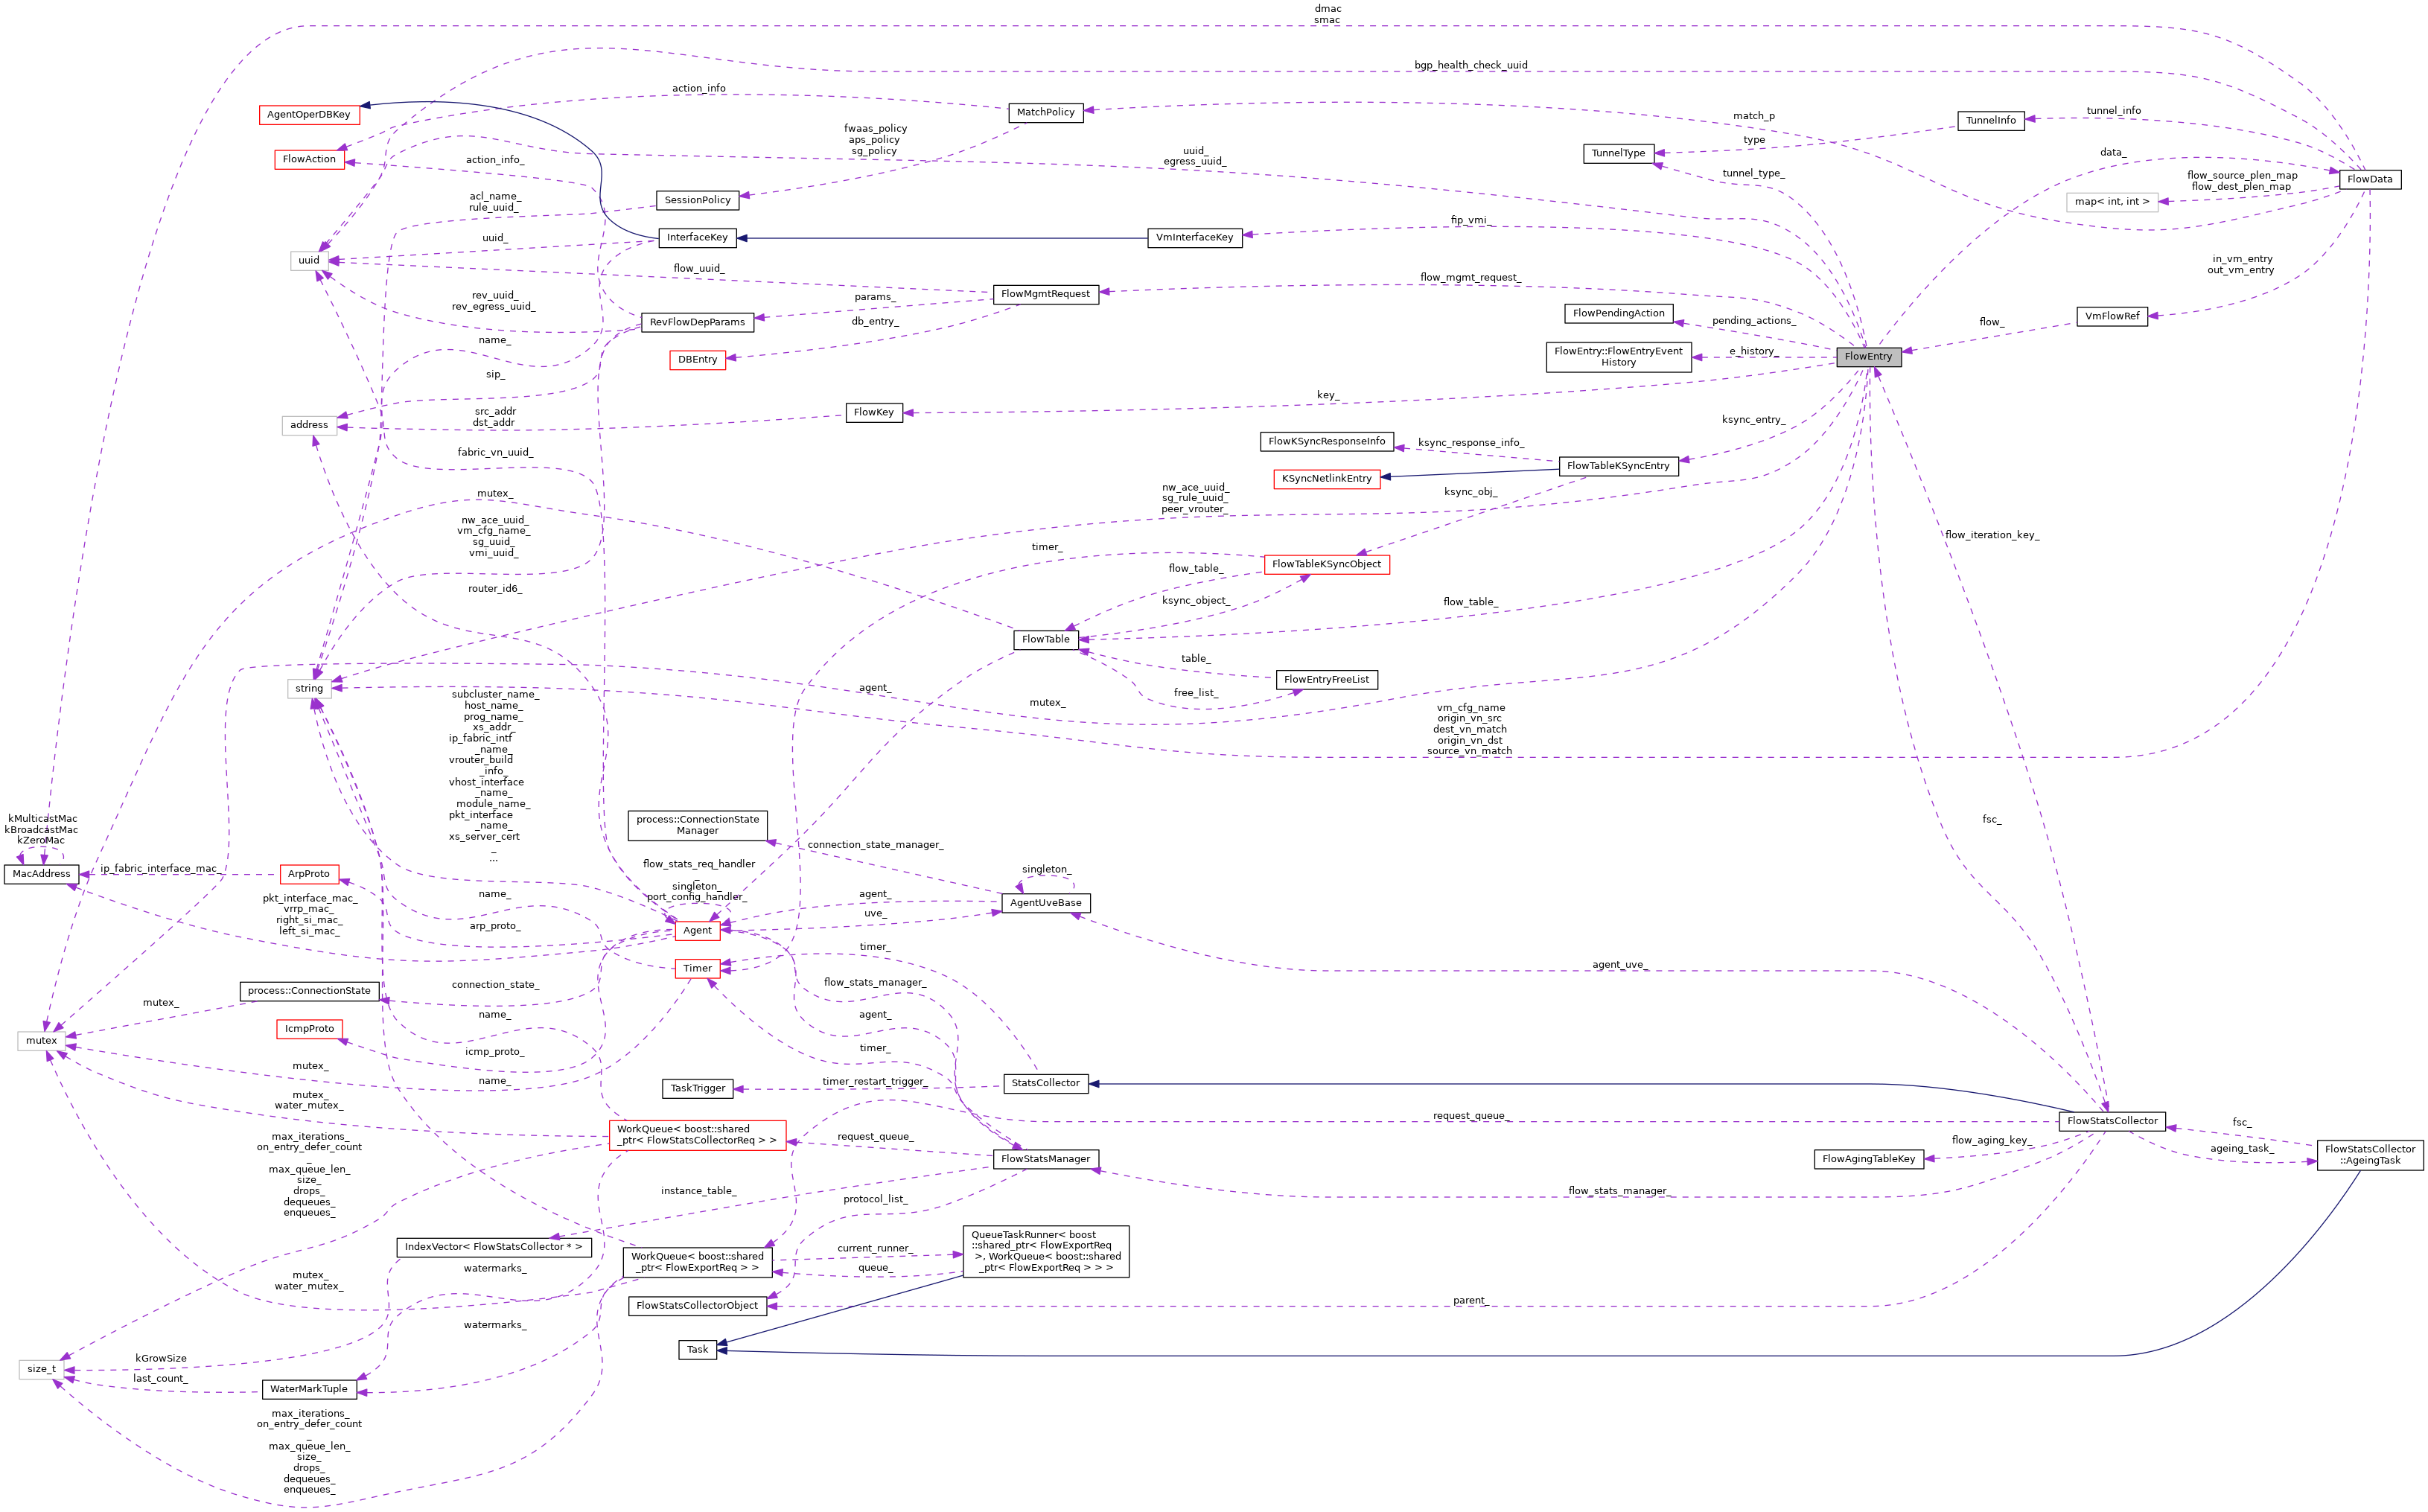 dmac
smac
bgp_health_check_uuid
action_info
AgentOperDBKey
MatchPolicy
tunnel_info
match_p
TunnelInfo
fwaas_policy
aps_policy
sg_policy
type
FlowAction
action_info_
uuid_
egress_uuid_
TunnelType
data_
tunnel_type_
FlowData
flow_source_plen_map
flow_dest_plen_map
acl_name_
rule_uuid_
SessionPolicy
map< int, int >
fip_vmi_
uuid_
InterfaceKey
VmInterfaceKey
uuid
flow_uuid_
in_vm_entry
out_vm_entry
flow_mgmt_request_
rev_uuid_
rev_egress_uuid_
params_
FlowMgmtRequest
RevFlowDepParams
db_entry_
FlowPendingAction
pending_actions_
VmFlowRef
flow_
name_
DBEntry
FlowEntry::FlowEntryEvent
History
e_history_
FlowEntry
sip_
key_
src_addr
dst_addr
address
FlowKey
ksync_entry_
FlowKSyncResponseInfo
ksync_response_info_
fabric_vn_uuid_
FlowTableKSyncEntry
KSyncNetlinkEntry
mutex_
nw_ace_uuid_
sg_rule_uuid_
peer_vrouter_
ksync_obj_
nw_ace_uuid_
vm_cfg_name_
sg_uuid_
vmi_uuid_
flow_iteration_key_
timer_
FlowTableKSyncObject
flow_table_
router_id6_
ksync_object_
flow_table_
FlowTable
table_
FlowEntryFreeList
string
agent_
free_list_
mutex_
subcluster_name_
host_name_
prog_name_
xs_addr_
ip_fabric_intf
_name_
vrouter_build
_info_
vhost_interface
_name_
module_name_
pkt_interface
_name_
xs_server_cert
_
...
vm_cfg_name
origin_vn_src
dest_vn_match
origin_vn_dst
source_vn_match
process::ConnectionState
Manager
fsc_
kMulticastMac
kBroadcastMac
kZeroMac
connection_state_manager_
MacAddress
ip_fabric_interface_mac_
ArpProto
flow_stats_req_handler
_
singleton_
port_config_handler_
singleton_
pkt_interface_mac_
vrrp_mac_
right_si_mac_
left_si_mac_
name_
agent_
AgentUveBase
uve_
arp_proto_
Agent
timer_
agent_uve_
Timer
process::ConnectionState
connection_state_
flow_stats_manager_
mutex_
name_
agent_
IcmpProto
mutex
icmp_proto_
timer_
mutex_
name_
TaskTrigger
timer_restart_trigger_
StatsCollector
mutex_
water_mutex_
request_queue_
FlowStatsCollector
fsc_
WorkQueue< boost::shared
_ptr< FlowStatsCollectorReq > >
request_queue_
flow_aging_key_
ageing_task_
FlowStatsCollector
::AgeingTask
max_iterations_
on_entry_defer_count
_
max_queue_len_
size_
drops_
dequeues_
enqueues_
FlowStatsManager
FlowAgingTableKey
instance_table_
protocol_list_
flow_stats_manager_
IndexVector< FlowStatsCollector * >
WorkQueue< boost::shared
_ptr< FlowExportReq > >
current_runner_
queue_
QueueTaskRunner< boost
::shared_ptr< FlowExportReq
>, WorkQueue< boost::shared
_ptr< FlowExportReq > > >
watermarks_
mutex_
water_mutex_
FlowStatsCollectorObject
parent_
watermarks_
Task
size_t
kGrowSize
last_count_
WaterMarkTuple
max_iterations_
on_entry_defer_count
_
max_queue_len_
size_
drops_
dequeues_
enqueues_